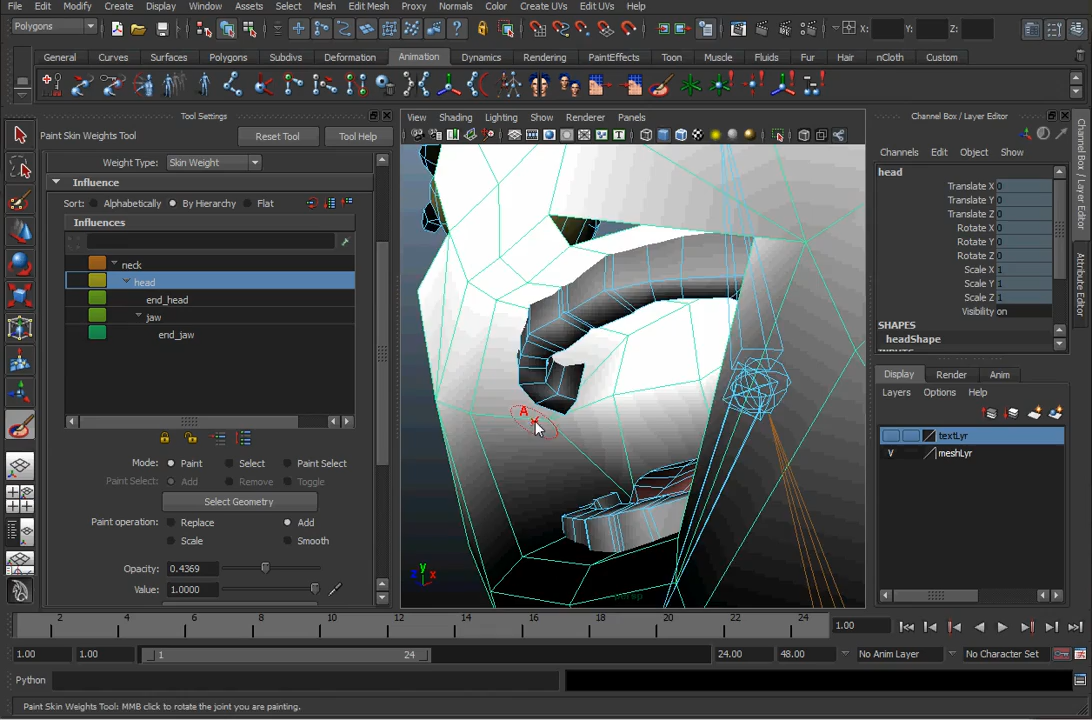 File Edit Modify Create Display Window Assets Select Mesh Edit Mesh Proxy Normals Color Create UVs Edit UVs Help
Polygons X: Y: Z:
General Curves Surfaces Polygons Subdivs Deformation Animation Dynamics Rendering PaintEffects Toon Muscle Fluids Fur Hair nCloth Custom
Tool Settings
Paint Skin Weights Tool Reset Tool Tool Help
Weight Type: Skin Weight
Influence
Sort: Alphabetically By Hierarchy Flat
Influences
neck
head
end_head
jaw
end_jaw
Mode: Paint Select Paint Select
Paint Select: Add Remove Toggle
Select Geometry
Paint operation: Replace Add
Scale Smooth
Opacity: 0.4369
Value: 1.0000
View Shading Lighting Show Renderer Panels
A
y
z x
Channel Box / Layer Editor
Channels Edit Object Show
head
Translate X 0
Translate Y 0
Translate Z 0
Rotate X 0
Rotate Y 0
Rotate Z 0
Scale X 1
Scale Y 1
Scale Z 1
Visibility on
SHAPES
headShape
Display Render Anim
Layers Options Help
textLyr
V meshLyr
Channel Box / Layer Editor
Attribute Editor
2 4 6 8 10 12 14 16 18 20 22 24 1.00
1.00 1.00 1 24 24.00 48.00 No Anim Layer No Character Set
Python
Paint Skin Weights Tool: MMB click to rotate the joint you are painting.